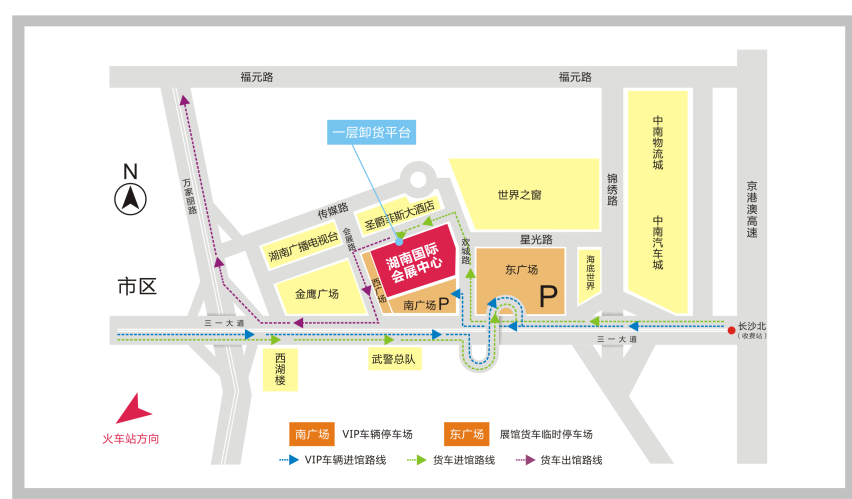 福元路
福元路
一层卸货平台
N
万家丽路
传媒路
圣爵菲斯大酒店
世界之窗
锦绣路
中南物流城
中南汽车城
京港澳高速
湖南广播电视台
会展路
湖南国际
会展中心
欢城路
星光路
西广场
南广场 P
东广场
P
海底世界
金鹰广场
市区
三一大道
三一大道
长沙北
(收费站)
西湖楼
武警总队
火车站方向
南广场 VIP车辆停车场
东广场 展馆货车临时停车场
VIP车辆进馆路线
货车进馆路线
货车出馆路线